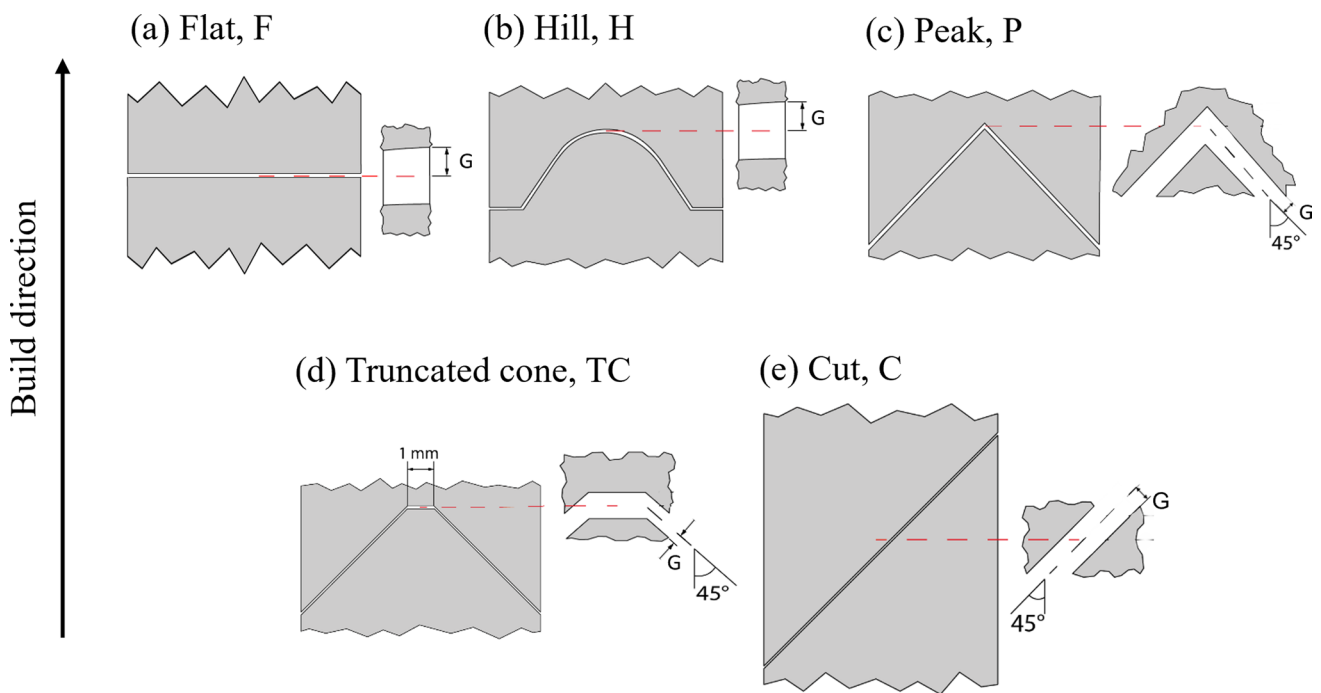 (a) Flat, F
(b) Hill, H
(c) Peak, P
G
G
G
45°
Build direction
(d) Truncated cone, TC
(e) Cut, C
1 mm
G
45°
G
45°